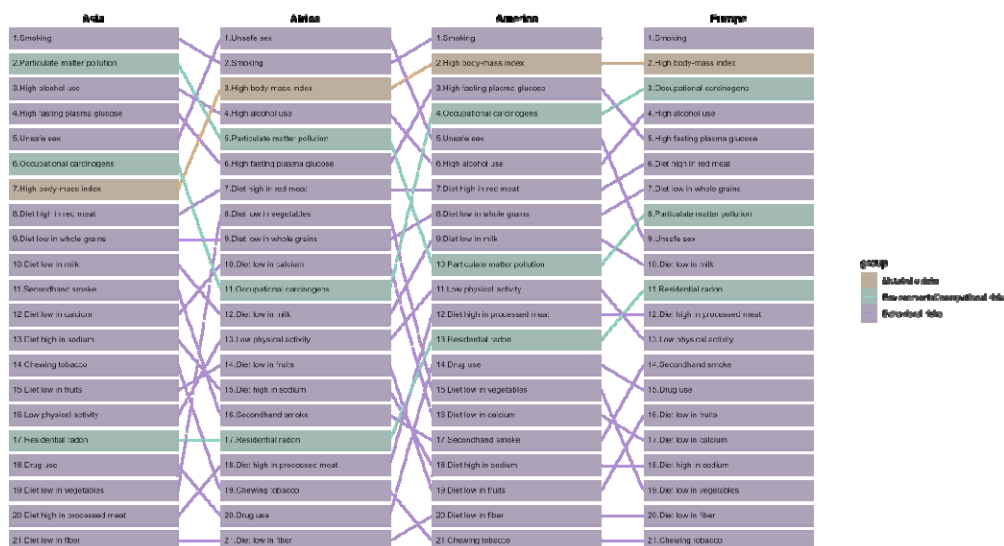 Asia
Africa
America
Europe
1.Smoking
2.Particulate matter pollution
3.High alcohol use
4.High fasting plasma glucose
5.Unsafe sex
6.Occupational carcinogens
7.High body-mass index
8.Diet high in red meat
9.Diet low in whole grains
10.Diet low in milk
11.Secondhand smoke
12.Diet low in calcium
13.Diet high in sodium
14.Chewing tobacco
15.Diet low in fruits
16.Low physical activity
17.Residential radon
18.Drug use
19.Diet low in vegetables
20.Diet high in processed meat
21.Diet low in fiber
1.Unsafe sex
2.Smoking
3.High body-mass index
4.High alcohol use
5.Particulate matter pollution
6.High fasting plasma glucose
7.Diet high in red meat
8.Diet low in vegetables
9.Diet low in whole grains
10.Diet low in calcium
11.Occupational carcinogens
12.Diet low in milk
13.Low physical activity
14.Diet low in fruits
15.Diet high in sodium
16.Secondhand smoke
17.Residential radon
18.Diet high in processed meat
19.Chewing tobacco
20.Drug use
21.Diet low in fiber
1.Smoking
2.High body-mass index
3.High fasting plasma glucose
4.Occupational carcinogens
5.Unsafe sex
6.High alcohol use
7.Diet high in red meat
8.Diet low in whole grains
9.Diet low in milk
10.Particulate matter pollution
11.Low physical activity
12.Diet high in processed meat
13.Residential radon
14.Drug use
15.Diet low in vegetables
16.Diet low in calcium
17.Secondhand smoke
18.Diet high in sodium
19.Diet low in fruits
20.Diet low in fiber
21.Chewing tobacco
1.Smoking
2.High body-mass index
3.Occupational carcinogens
4.High alcohol use
5.High fasting plasma glucose
6.Diet high in red meat
7.Diet low in whole grains
8.Particulate matter pollution
9.Unsafe sex
10.Diet low in milk
11.Residential radon
12.Diet high in processed meat
13.Low physical activity
14.Secondhand smoke
15.Drug use
16.Diet low in fruits
17.Diet low in calcium
18.Diet high in sodium
19.Diet low in vegetables
20.Diet low in fiber
21.Chewing tobacco
group
Metabolic risks
Environmental/occupational risks
Behavioral risks